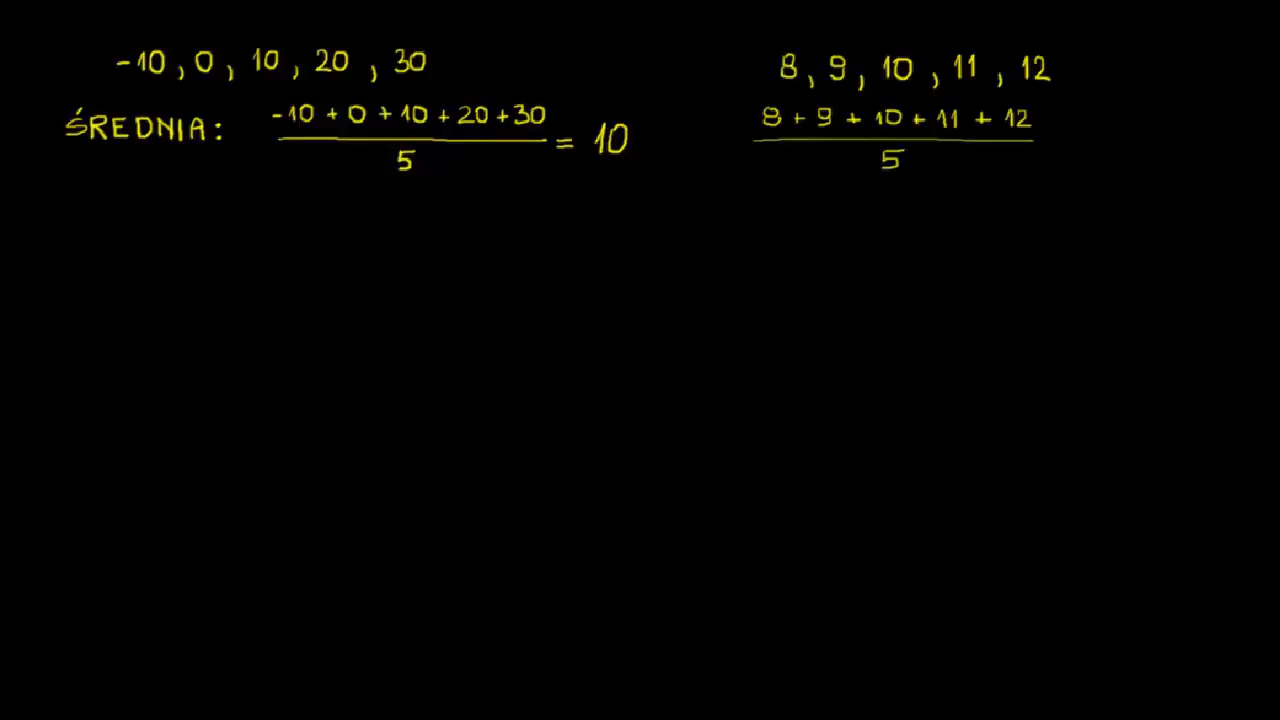 -10, 0, 10, 20, 30
ŚREDNIA: -10 + 0 + 10 + 20 + 30
5
= 10
8, 9, 10, 11, 12
8 + 9 + 10 + 11 + 12
5